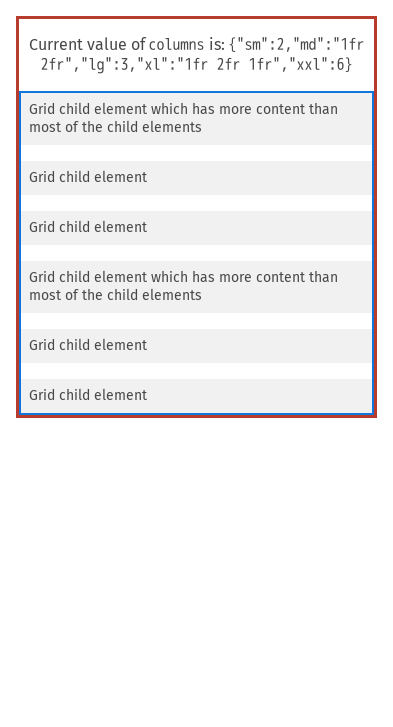 Current value of columns is: {"sm":2,"md":"1fr
2fr","lg":3,"xl":"1fr 2fr 1fr","xxl":6}
Grid child element which has more content than
most of the child elements
Grid child element
Grid child element
Grid child element which has more content than
most of the child elements
Grid child element
Grid child element